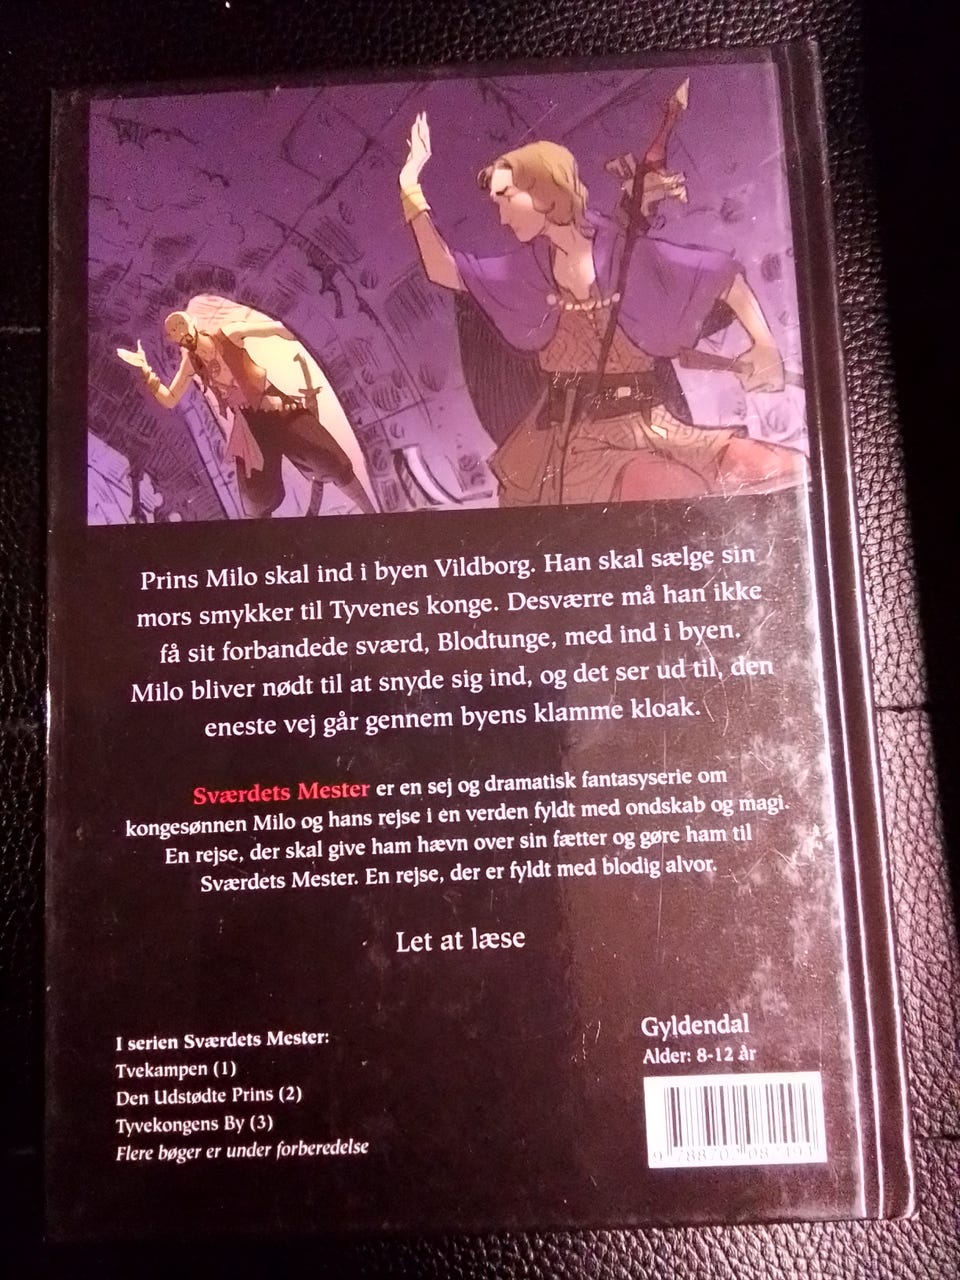 Prins Milo skal ind i byen Vildborg. Han skal sælge sin
mors smykker til Tyvenes konge. Desværre må han ikke
få sit forbandede sværd, Blodtunge, med ind i byen.
Milo bliver nødt til at snyde sig ind, og det ser ud til, den
eneste vej går gennem byens klamme kloak.
Sværdets Mester er en sej og dramatisk fantasyserie om
kongesønnen Milo og hans rejse i en verden fyldt med ondskab og magi.
En rejse, der skal give ham hævn over sin fætter og gøre ham til
Sværdets Mester. En rejse, der er fyldt med blodig alvor.
Let at læse
I serien Sværdets Mester:
Tvekampen (1)
Den Udstødte Prins (2)
Tyvekongens By (3)
Flere bøger er under forberedelse
Gyldendal
Alder: 8-12 år